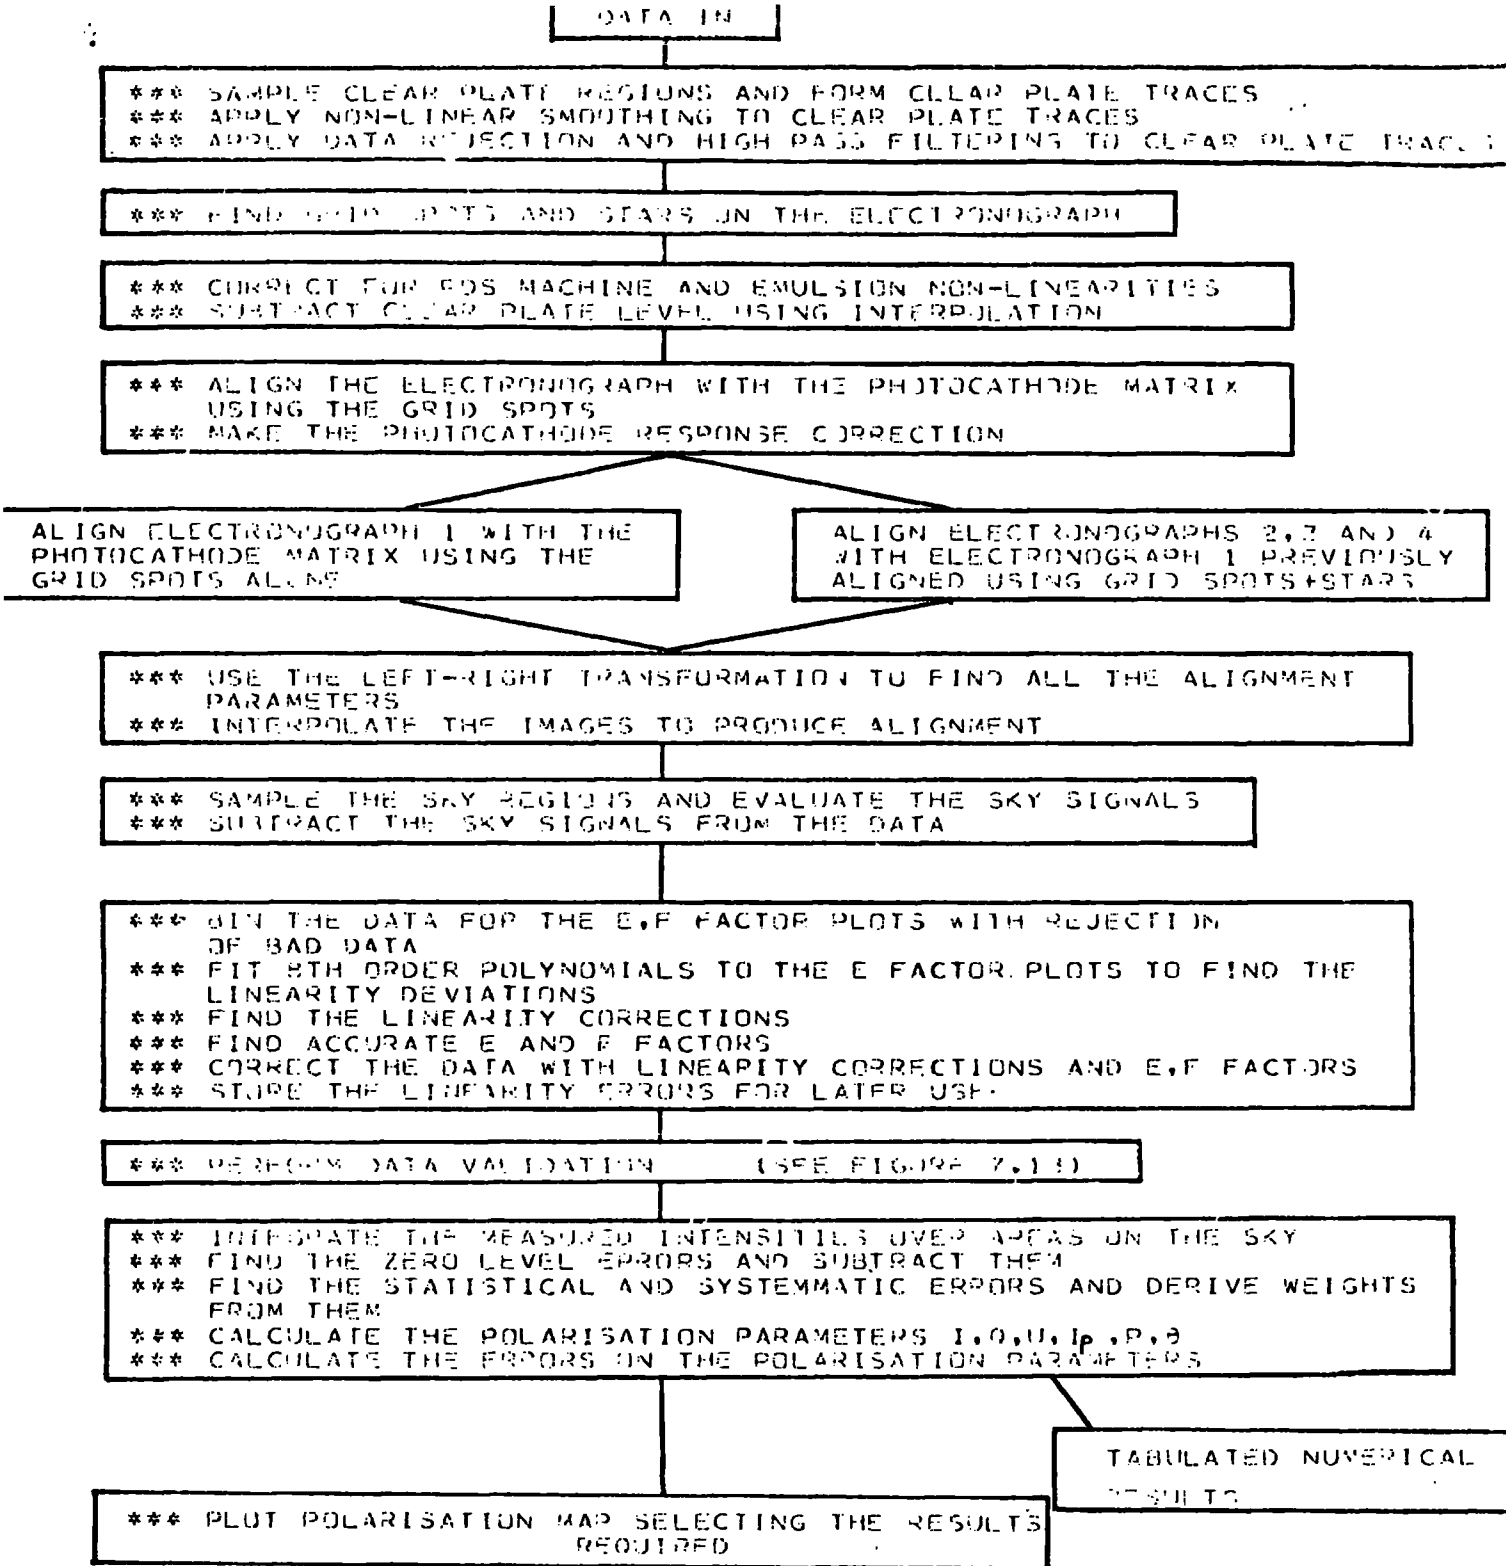 DATA IN
*** SAMPLE CLEAR PLATE REGIONS AND FORM CLEAR PLATE TRACES
*** APPLY NON-LINEAR SMOOTHING TO CLEAR PLATE TRACES
*** APPLY DATA REJECTION AND HIGH PASS FILTERING TO CLEAR PLATE TRACES
*** FIND GRID SPOTS AND STARS ON THE ELECTRONOGRAPH
*** CORRECT FOR PDS MACHINE AND EMULSION NON-LINEARITIES
*** SUBTRACT CLEAR PLATE LEVEL USING INTERPOLATION
*** ALIGN THE ELECTRONOGRAPH WITH THE PHOTOCATHODE MATRIX
USING THE GRID SPOTS
*** MAKE THE PHOTOCATHODE RESPONSE CORRECTION
ALIGN ELECTRONOGRAPH 1 WITH THE
PHOTOCATHODE MATRIX USING THE
GRID SPOTS ALONE
ALIGN ELECTRONOGRAPHS 2,3 AND 4
WITH ELECTRONOGRAPH 1 PREVIOUSLY
ALIGNED USING GRID SPOTS+STARS
*** USE THE LEFT-RIGHT TRANSFORMATION TO FIND ALL THE ALIGNMENT
PARAMETERS
*** INTERPOLATE THE IMAGES TO PRODUCE ALIGNMENT
*** SAMPLE THE SKY REGIONS AND EVALUATE THE SKY SIGNALS
*** SUBTRACT THE SKY SIGNALS FROM THE DATA
*** BIN THE DATA FOR THE E,F FACTOR PLOTS WITH REJECTION
OF BAD DATA
*** FIT 8TH ORDER POLYNOMIALS TO THE E FACTOR PLOTS TO FIND THE
LINEARITY DEVIATIONS
*** FIND THE LINEARITY CORRECTIONS
*** FIND ACCURATE E AND F FACTORS
*** CORRECT THE DATA WITH LINEARITY CORRECTIONS AND E,F FACTORS
*** STORE THE LINEARITY ERRORS FOR LATER USE.
*** PERFORM DATA VALIDATION (SEE FIGURE
*** INTEGRATE THE MEASURED INTENSITIES OVER AREAS ON THE SKY
*** FIND THE ZERO LEVEL ERRORS AND SUBTRACT THEM
*** FIND THE STATISTICAL AND SYSTEMMATIC ERRORS AND DERIVE WEIGHTS
FROM THEM
*** CALCULATE THE POLARISATION PARAMETERS I,Q,U,Ip,P,θ
*** CALCULATE THE ERRORS ON THE POLARISATION PARAMETERS
TABULATED NUMERICAL
RESULTS
*** PLOT POLARISATION MAP SELECTING THE RESULTS
REQUIRED